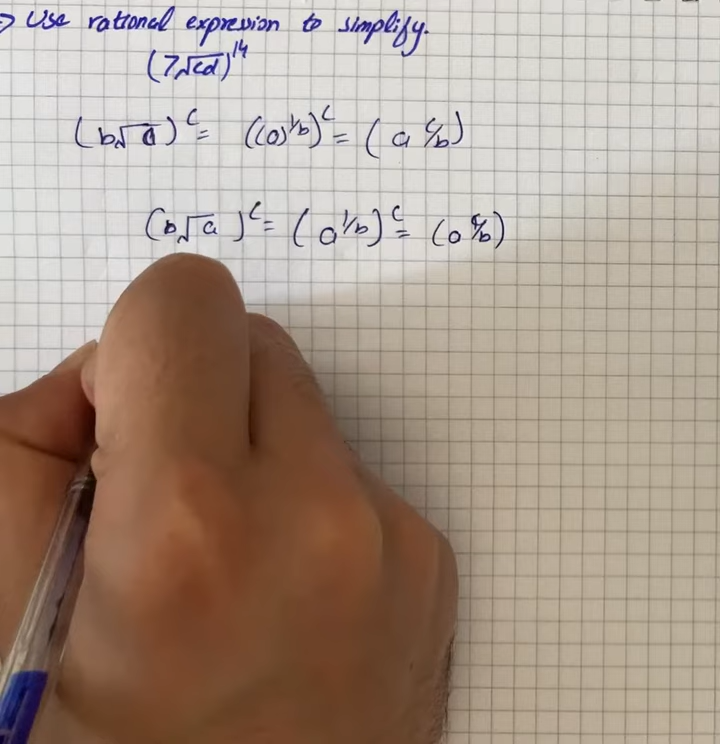 → Use rational expression to simplify.
(7√cd)^14
(b√a)^c = ((a)^1/b)^c = (a^c/b)
(b√a)^c = (a^1/b)^c = (a^c/b)